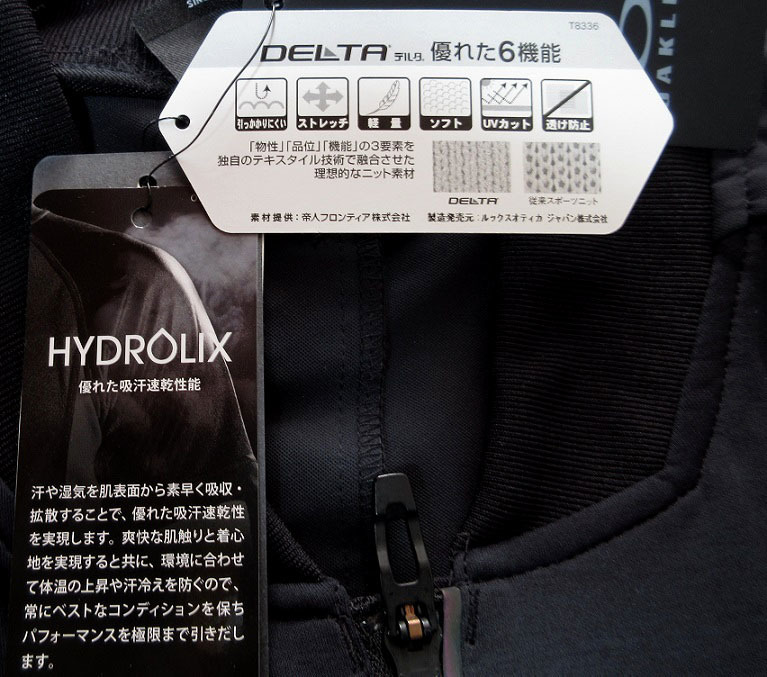 SIN
T8336
DELTA デルタ® 優れた6機能
引っかかりにくい ストレッチ 軽量 ソフト UVカット 透け防止
「物性」「品位」「機能」の3要素を
独自のテキスタイル技術で融合させた
理想的なニット素材
DELTA 従来スポーツニット
素材提供:帝人フロンティア株式会社 製造発売元:ルックスオティカ ジャパン株式会社
OAKLE
HYDROLIX
優れた吸汗速乾性能
汗や湿気を肌表面から素早く吸収・
拡散することで、優れた吸汗速乾性
を実現します。爽快な肌触りと着心
地を実現すると共に、環境に合わせ
て体温の上昇や汗冷えを防ぐので、
常にベストなコンディションを保ち
パフォーマンスを極限まで引きだし
ます。